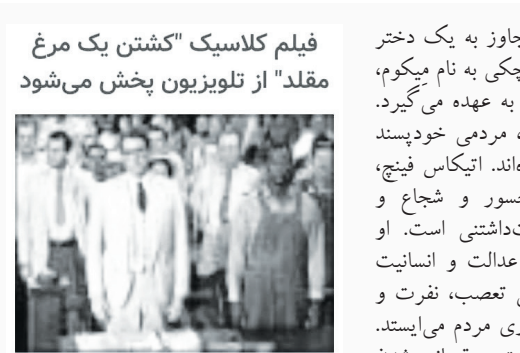 فیلم کلاسیک "کشتن یک مرغ
مقلد" از تلویزیون پخش می‌شود
به یک دختر
به نام مِیکوم،
به عهده می‌گیرد.
مردمی خودپسند
اتیکاس فینچ،
و شجاع و
است. او
عدالت و انسانیت
تعصب، نفرت و
مردم می‌ایستد.